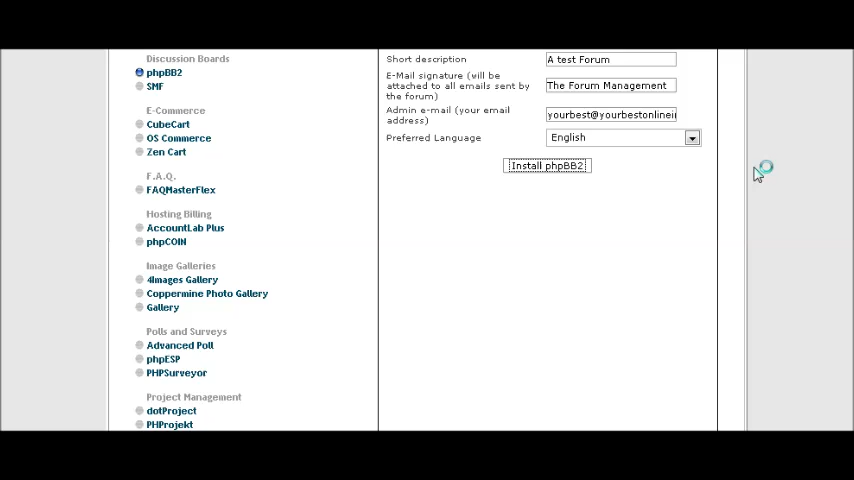 Discussion Boards
phpBB2
SMF
E-Commerce
CubeCart
OS Commerce
Zen Cart
F.A.Q.
FAQMasterFlex
Hosting Billing
AccountLab Plus
phpCOIN
Image Galleries
4Images Gallery
Coppermine Photo Gallery
Gallery
Polls and Surveys
Advanced Poll
phpESP
PHPSurveyor
Project Management
dotProject
PHProjekt
Short description A test Forum
E-Mail signature (will be
attached to all emails sent by The Forum Management
the forum)
Admin e-mail (your email
address) yourbest@yourbestonlinei
Preferred Language English
Install phpBB2